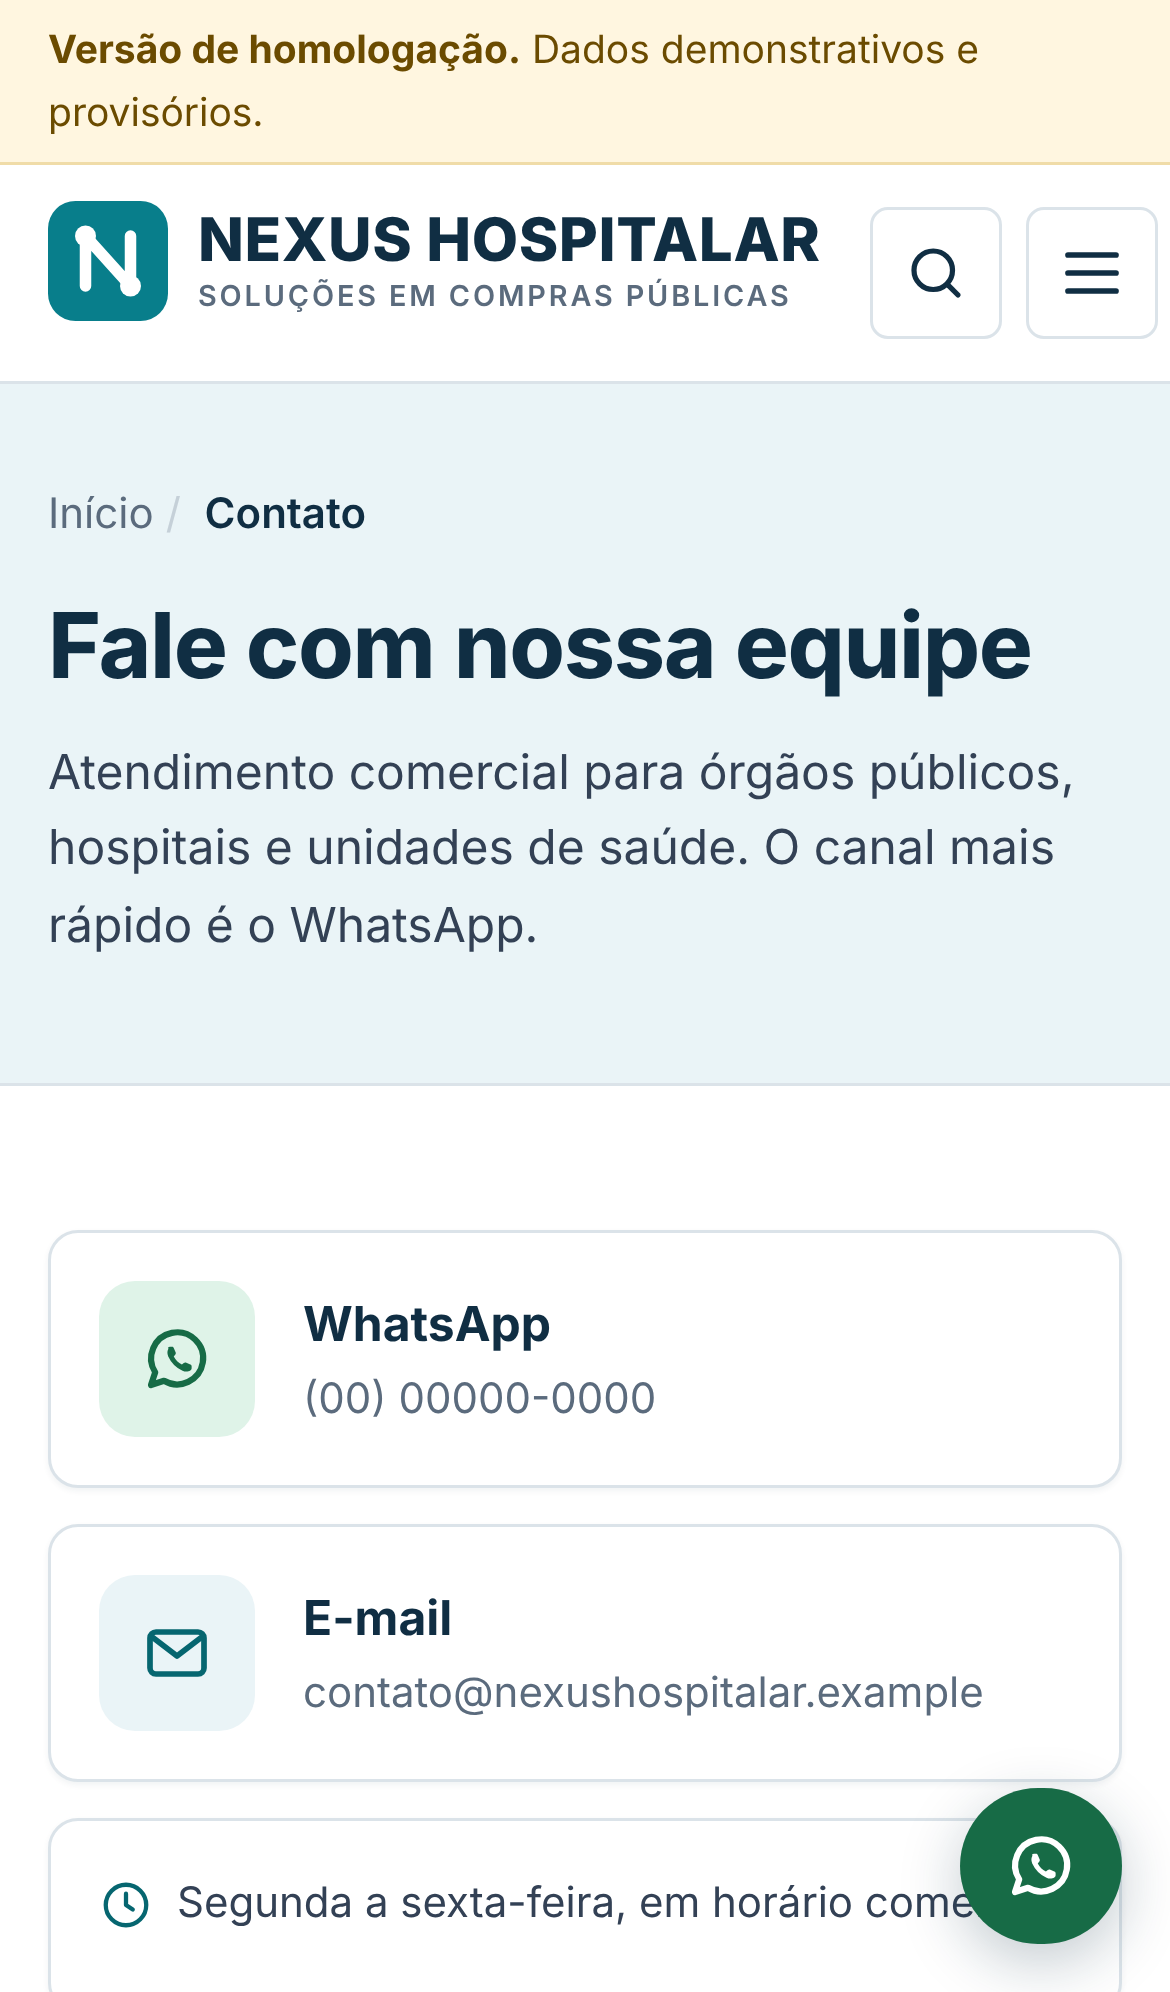 Versão de homologação. Dados demonstrativos e
provisórios.
NEXUS HOSPITALAR
SOLUÇÕES EM COMPRAS PÚBLICAS
Início / Contato
Fale com nossa equipe
Atendimento comercial para órgãos públicos,
hospitais e unidades de saúde. O canal mais
rápido é o WhatsApp.
WhatsApp
(00) 00000-0000
E-mail
contato@nexushospitalar.example
Segunda a sexta-feira, em horário